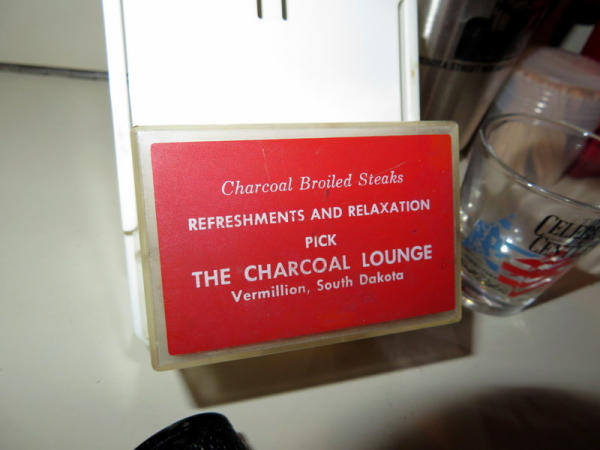 Charcoal Broiled Steaks
REFRESHMENTS AND RELAXATION
PICK
THE CHARCOAL LOUNGE
Vermillion, South Dakota